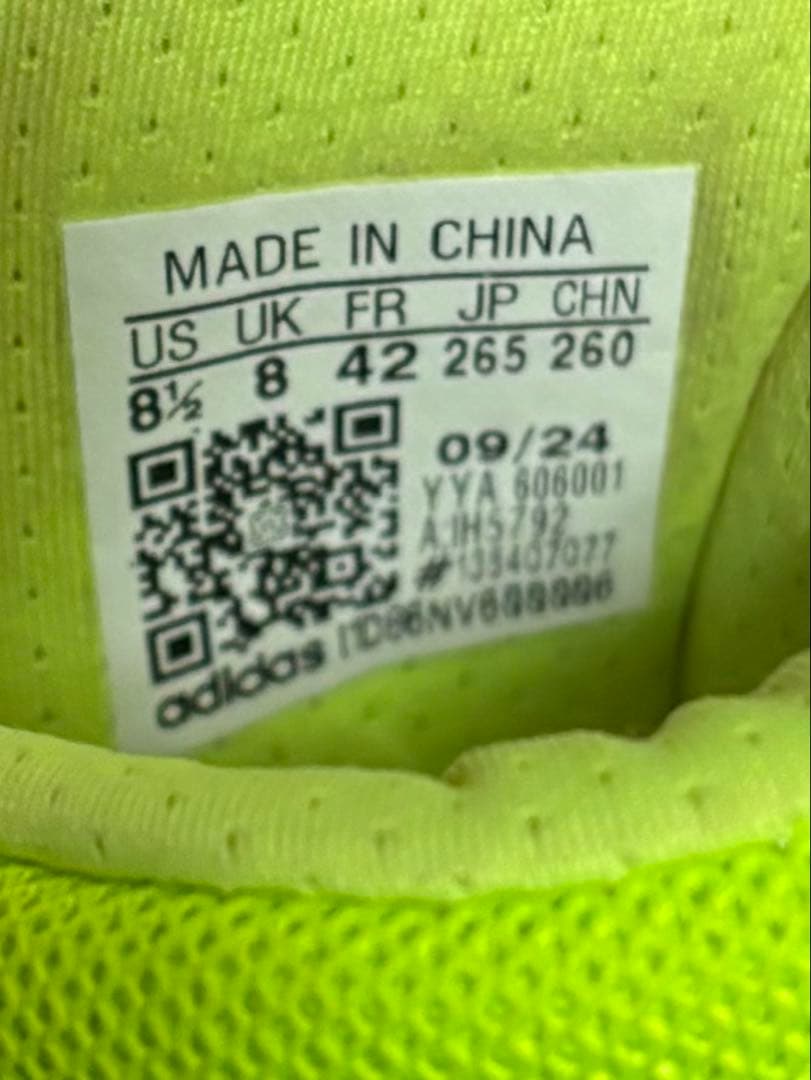 MADE IN CHINA
US UK FR JP CHN
8½ 8 42 265 260
09/24
YYA 606001
A:IH5792
adidas